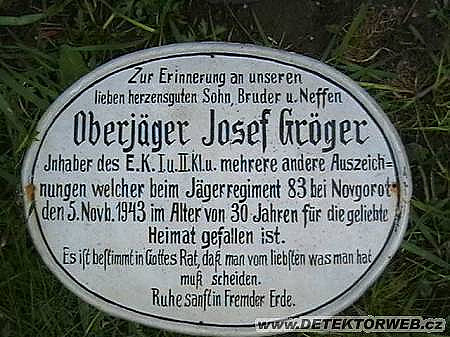 Zur Erinnerung an unseren
lieben herzensguten Sohn, Bruder u. Neffen
Oberjäger Josef Gröger
Jnhaber des E.K. I. u. II. Kl. u. mehrere andere Auszeich-
nungen welcher beim Jägerregiment 83 bei Novgorot
den 5. Novb. 1943 im Alter von 30 Jahren für die geliebte
Heimat gefallen ist.
Es ist bestimmt in Gottes Rat, daß man vom liebsten was man hat
muß scheiden.
Ruhe sanft in Fremder Erde.
WWW.DETEKTORWEB.CZ